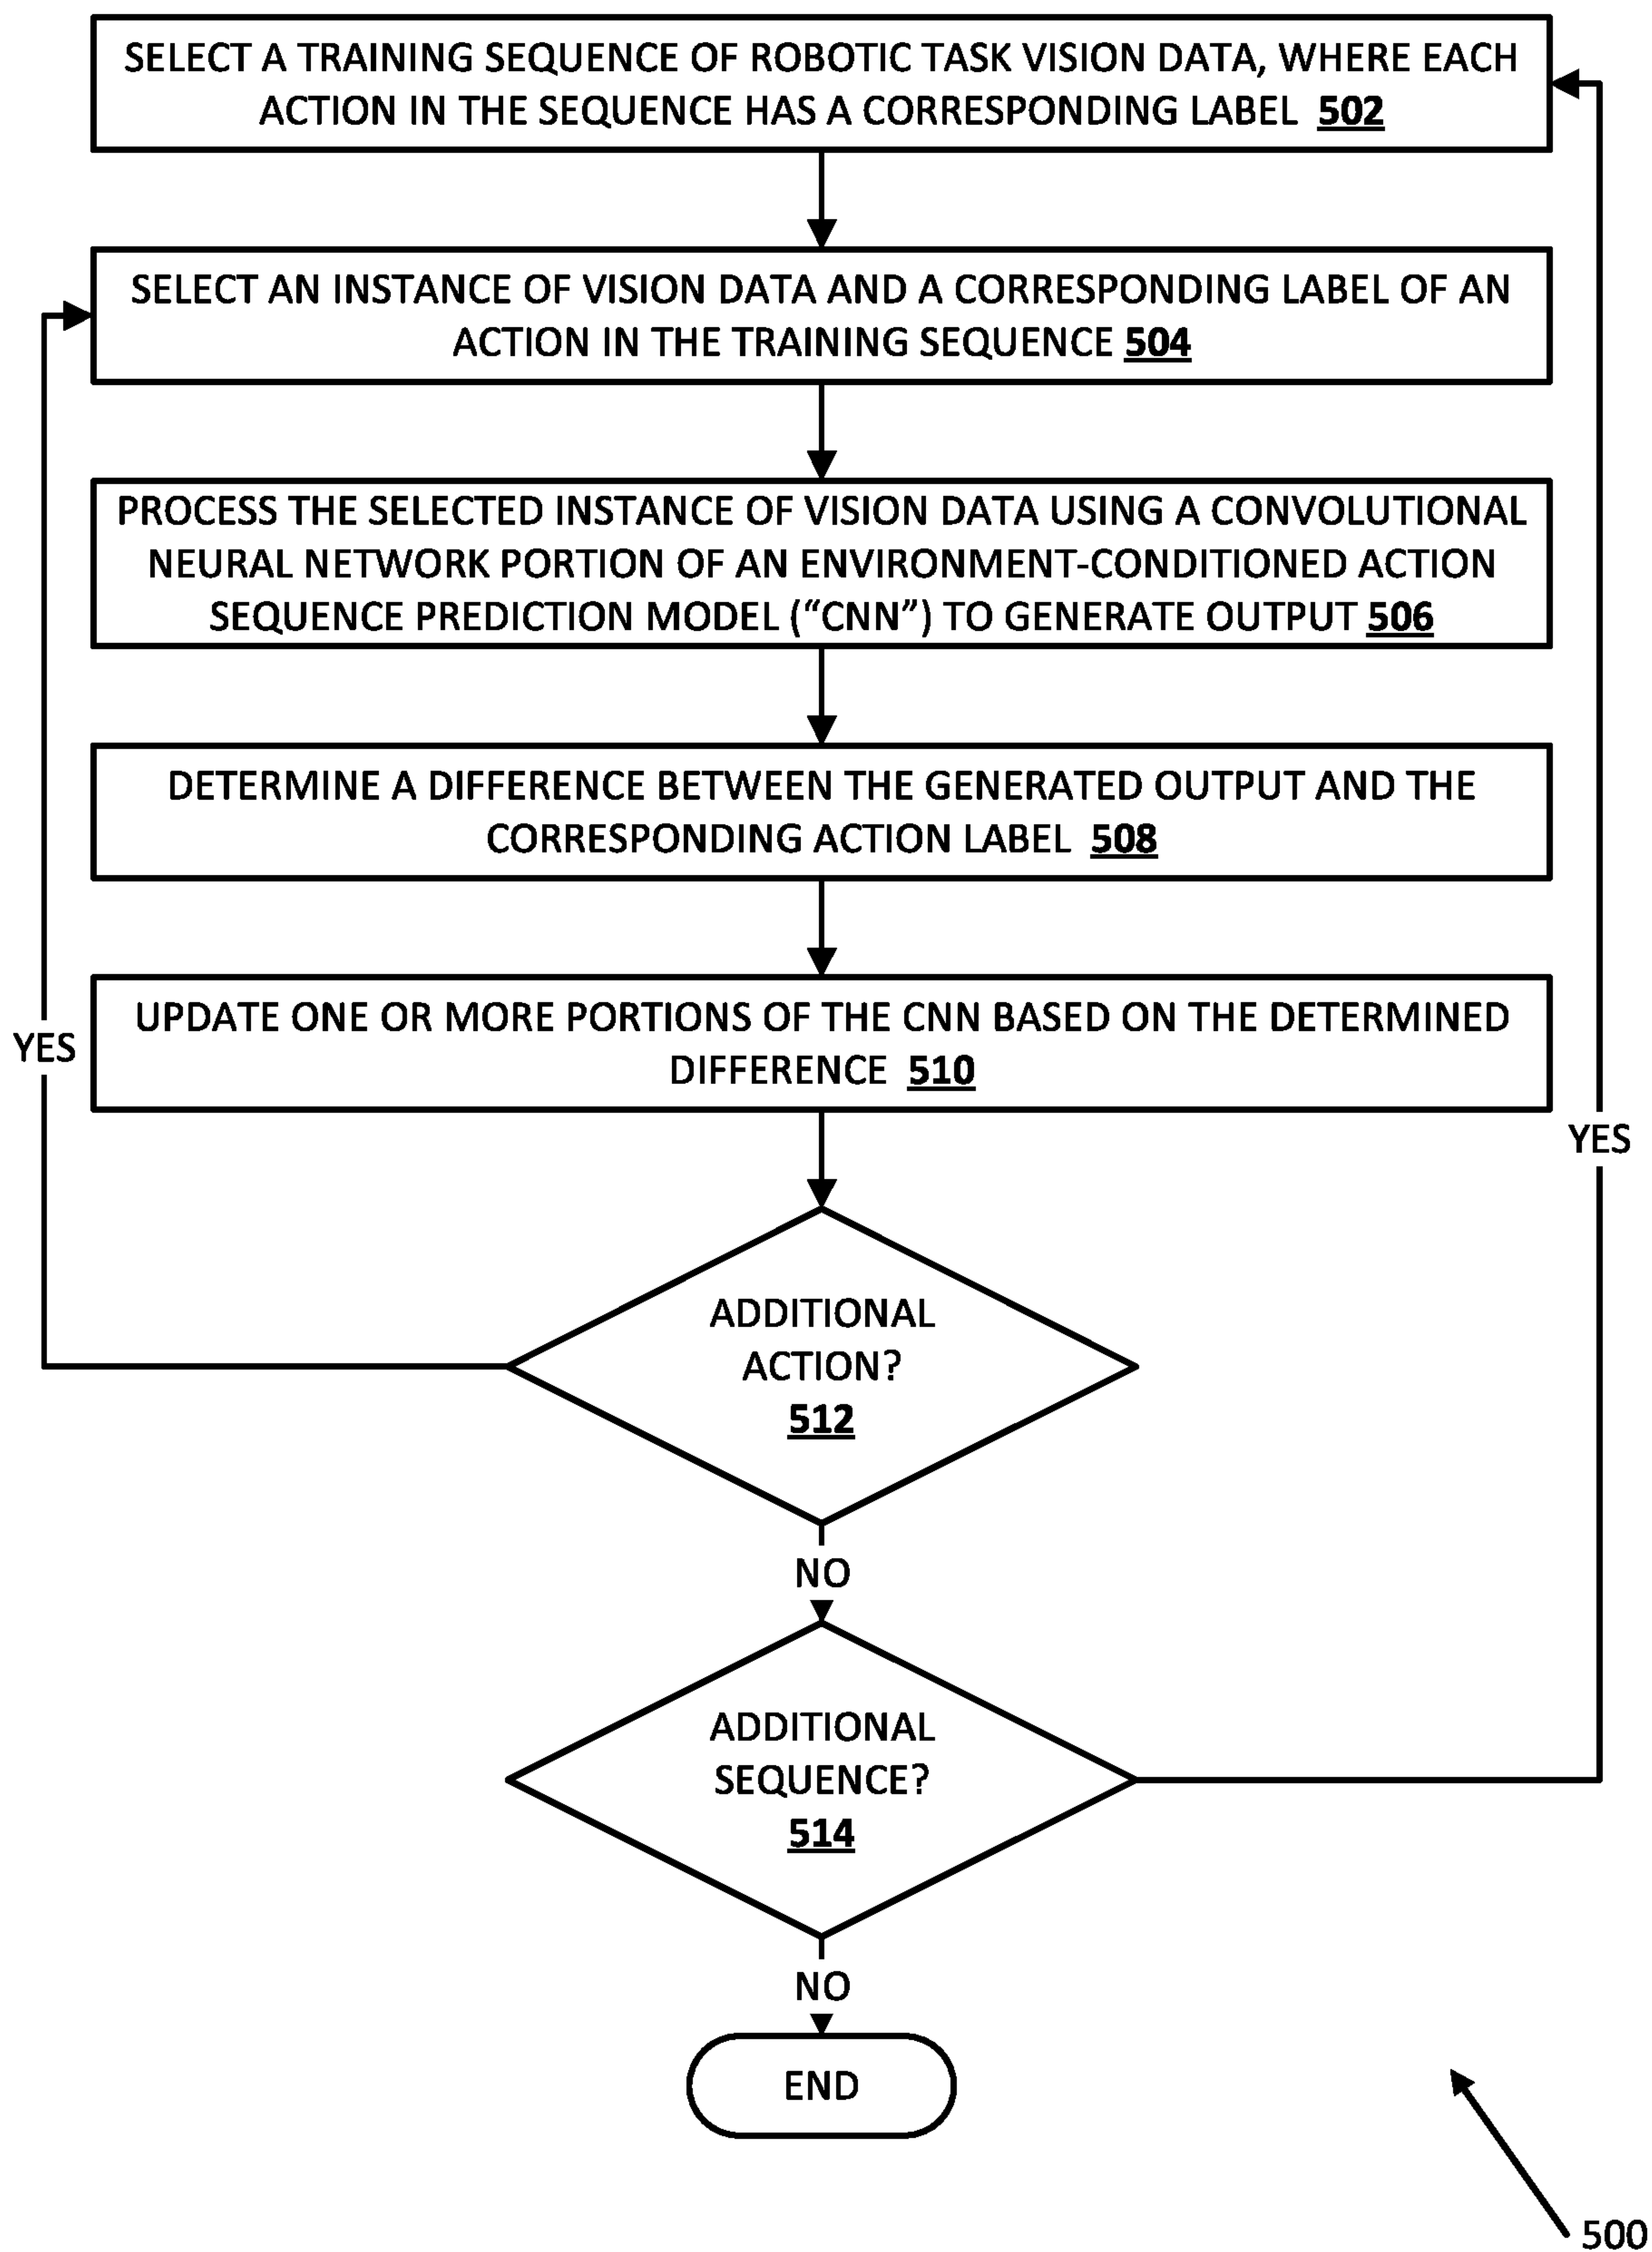 SELECT A TRAINING SEQUENCE OF ROBOTIC TASK VISION DATA, WHERE EACH
ACTION IN THE SEQUENCE HAS A CORRESPONDING LABEL 502
SELECT AN INSTANCE OF VISION DATA AND A CORRESPONDING LABEL OF AN
ACTION IN THE TRAINING SEQUENCE 504
PROCESS THE SELECTED INSTANCE OF VISION DATA USING A CONVOLUTIONAL
NEURAL NETWORK PORTION OF AN ENVIRONMENT-CONDITIONED ACTION
SEQUENCE PREDICTION MODEL (“CNN”) TO GENERATE OUTPUT 506
DETERMINE A DIFFERENCE BETWEEN THE GENERATED OUTPUT AND THE
CORRESPONDING ACTION LABEL 508
UPDATE ONE OR MORE PORTIONS OF THE CNN BASED ON THE DETERMINED
DIFFERENCE 510
YES
YES
ADDITIONAL
ACTION?
512
NO
ADDITIONAL
SEQUENCE?
514
NO
END
500